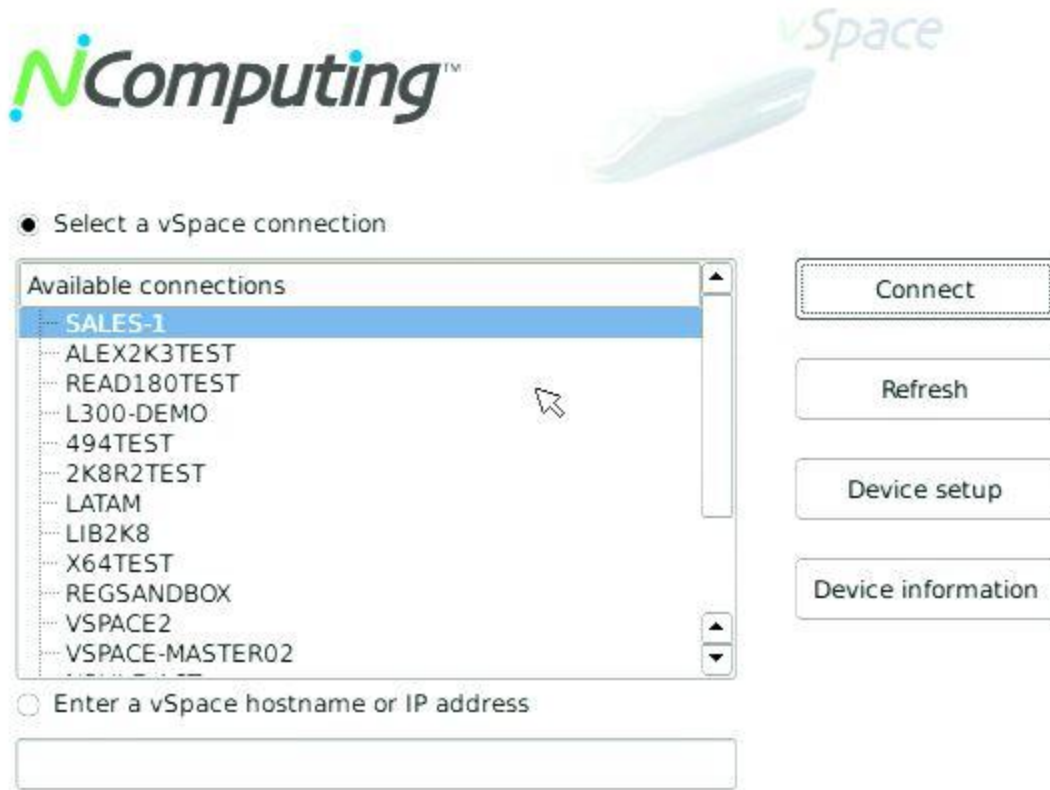 NComputing™
vSpace
Select a vSpace connection
Available connections
SALES-1
ALEX2K3TEST
READ180TEST
L300-DEMO
494TEST
2K8R2TEST
LATAM
LIB2K8
X64TEST
REGSANDBOX
VSPACE2
VSPACE-MASTER02
Connect
Refresh
Device setup
Device information
Enter a vSpace hostname or IP address